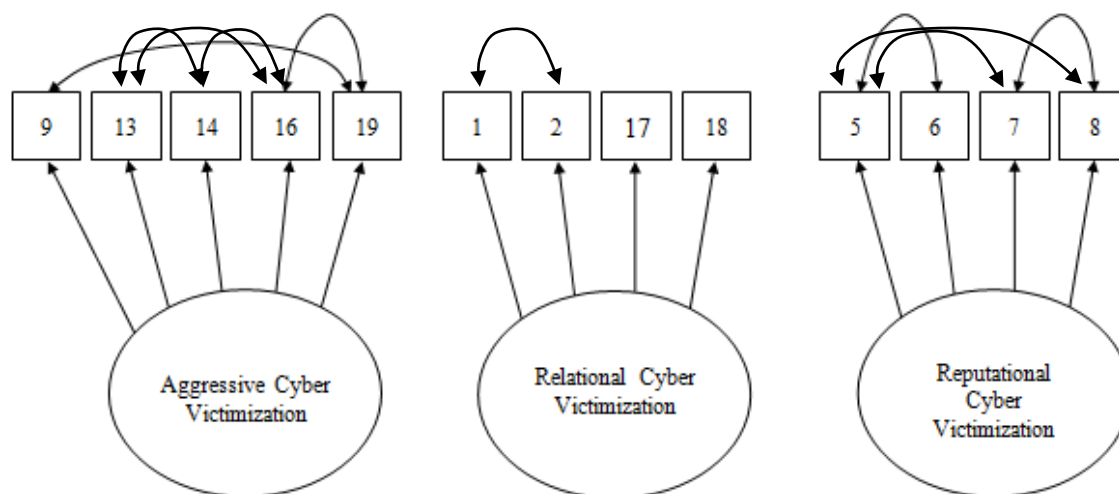 9 13 14 16 19 1 2 17 18 5 6 7 8
Aggressive Cyber
Victimization
Relational Cyber
Victimization
Reputational
Cyber
Victimization